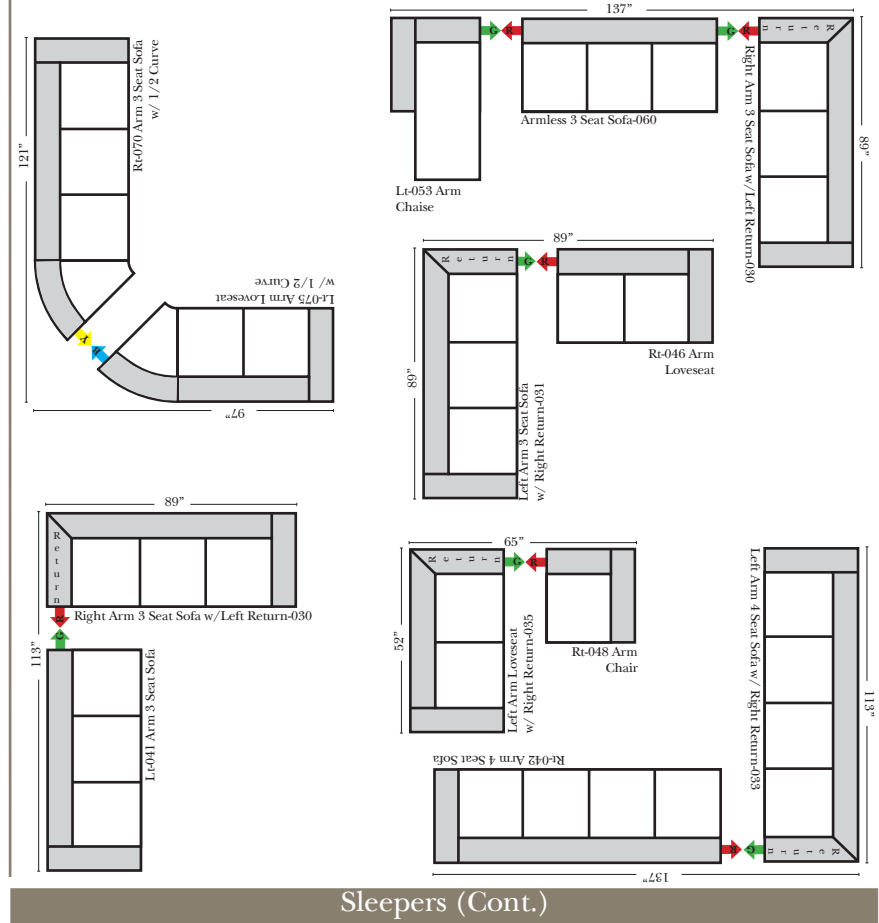 137”
G R
G R
Return
Armless 3 Seat Sofa-060
Right Arm 3 Seat Sofa w/Left Return-030
89”
Lt-053 Arm
Chaise
121”
Rt-070 Arm 3 Seat Sofa
w/ 1/2 Curve
Y B
Lt-075 Arm Loveseat
w/ 1/2 Curve
97”
89”
Return
G R
Rt-046 Arm
Loveseat
89”
Left Arm 3 Seat Sofa
w/ Right Return-031
89”
Return
Right Arm 3 Seat Sofa w/Left Return-030
R
G
113”
Lt-041 Arm 3 Seat Sofa
65”
Return
G R
52”
Left Arm Loveseat
w/ Right Return-035
Rt-048 Arm
Chair
Left Arm 4 Seat Sofa w/ Right Return-033
113”
Rt-042 Arm 4 Seat Sofa
R G
Return
137”
Sleepers (Cont.)